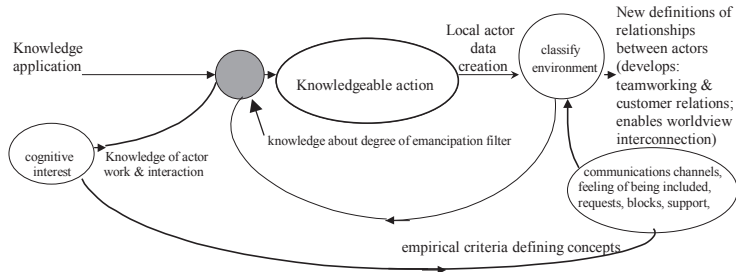 Knowledge
application
Knowledgeable action
Local actor
data
creation
classify
environment
New definitions of
relationships
between actors
(develops:
teamworking &
customer relations;
enables worldview
interconnection)
knowledge about degree of emancipation filter
cognitive
interest
Knowledge of actor
work & interaction
communications channels,
feeling of being included,
requests, blocks, support,
empirical criteria defining concepts